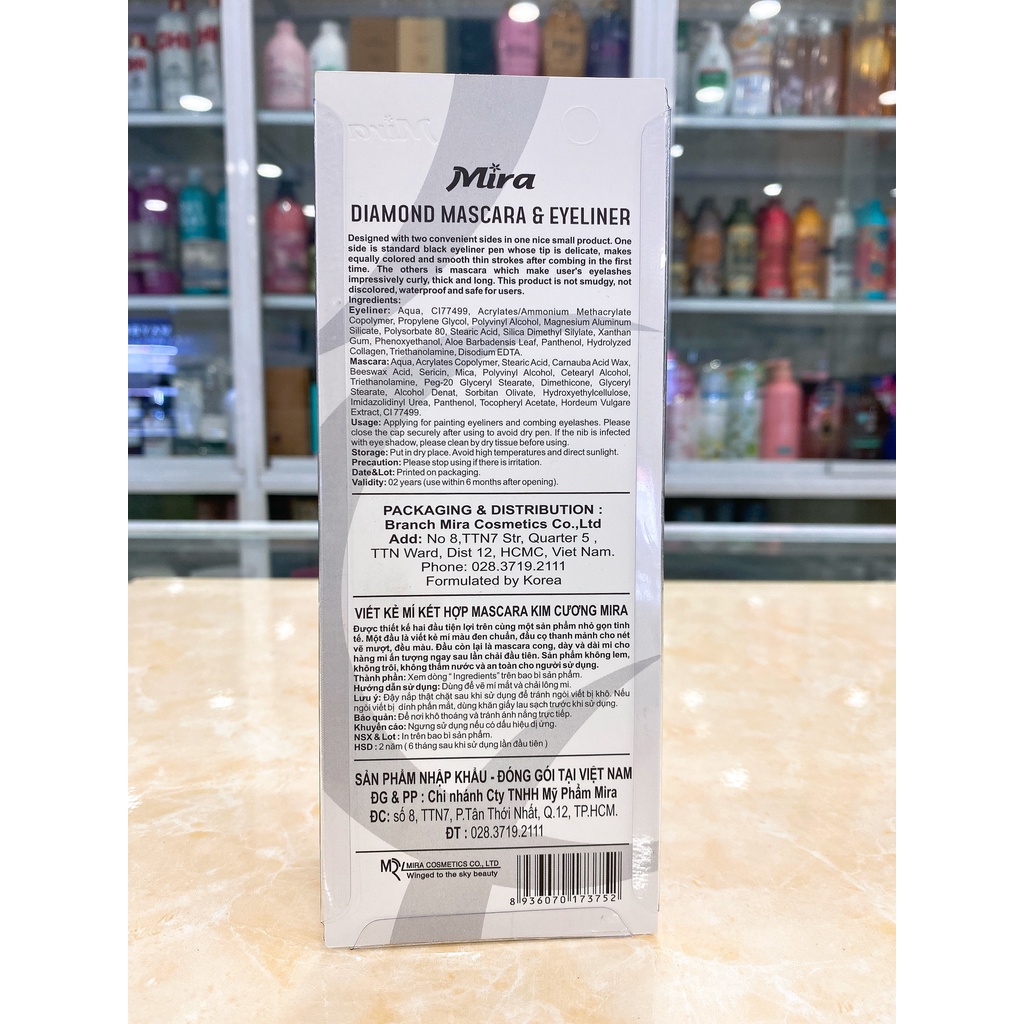 Mira
Mira
DIAMOND MASCARA & EYELINER
Designed with two convenient sides in one nice small product. One
side is standard black eyeliner pen whose tip is delicate, makes
equally colored and smooth thin strokes after combing in the first
time. The others is mascara which make user's eyelashes
impressively curly, thick and long. This product is not smudgy, not
discolored, waterproof and safe for users.
Ingredients:
Eyeliner: Aqua, CI77499, Acrylates/Ammonium Methacrylate
Copolymer, Propylene Glycol, Polyvinyl Alcohol, Magnesium Aluminum
Silicate, Polysorbate 80, Stearic Acid, Silica Dimethyl Silylate, Xanthan
Gum, Phenoxyethanol, Aloe Barbadensis Leaf, Panthenol, Hydrolyzed
Collagen, Triethanolamine, Disodium EDTA.
Mascara: Aqua, Acrylates Copolymer, Stearic Acid, Carnauba Acid Wax,
Beeswax Acid, Sericin, Mica, Polyvinyl Alcohol, Cetearyl Alcohol,
Triethanolamine, Peg-20 Glyceryl Stearate, Dimethicone, Glyceryl
Stearate, Alcohol Denat, Sorbitan Olivate, Hydroxyethylcellulose,
Imidazolidinyl Urea, Panthenol, Tocopheryl Acetate, Hordeum Vulgare
Extract, CI 77499.
Usage: Applying for painting eyeliners and combing eyelashes. Please
close the cap securely after using to avoid dry pen. If the nib is infected
with eye shadow, please clean by dry tissue before using.
Storage: Put in dry place. Avoid high temperatures and direct sunlight.
Precaution: Please stop using if there is irritation.
Date&Lot: Printed on packaging.
Validity: 02 years (use within 6 months after opening).
PACKAGING & DISTRIBUTION :
Branch Mira Cosmetics Co.,Ltd
Add: No 8,TTN7 Str, Quarter 5 ,
TTN Ward, Dist 12, HCMC, Viet Nam.
Phone: 028.3719.2111
Formulated by Korea
VIẾT KẺ MÍ KẾT HỢP MASCARA KIM CƯƠNG MIRA
Được thiết kế hai đầu tiện lợi trên cùng một sản phẩm nhỏ gọn tinh
tế. Một đầu là viết kẻ mí màu đen chuẩn, đầu cọ thanh mảnh cho nét
vẽ mượt, đều màu. Đầu còn lại là mascara cong, dày và dài mi cho
hàng mi ấn tượng ngay sau lần chải đầu tiên. Sản phẩm không lem,
không trôi, không thấm nước và an toàn cho người sử dụng.
Thành phần: Xem dòng " Ingredients" trên bao bì sản phẩm.
Hướng dẫn sử dụng: Dùng để vẽ mí mắt và chải lông mi.
Lưu ý: Đậy nắp thật chặt sau khi sử dụng để tránh ngòi viết bị khô. Nếu
ngòi viết bị dính phấn mắt, dùng khăn giấy lau sạch trước khi sử dụng.
Bảo quản: Để nơi khô thoáng và tránh ánh nắng trực tiếp.
Khuyến cáo: Ngưng sử dụng nếu có dấu hiệu dị ứng.
NSX & Lot : In trên bao bì sản phẩm.
HSD : 2 năm ( 6 tháng sau khi sử dụng lần đầu tiên )
SẢN PHẨM NHẬP KHẨU - ĐÓNG GÓI TẠI VIỆT NAM
ĐG & PP : Chi nhánh Cty TNHH Mỹ Phẩm Mira
ĐC: số 8, TTN7, P.Tân Thới Nhất, Q.12, TP.HCM.
ĐT : 028.3719.2111
MIRA COSMETICS CO., LTD
Winged to the sky beauty
8 936070 173752